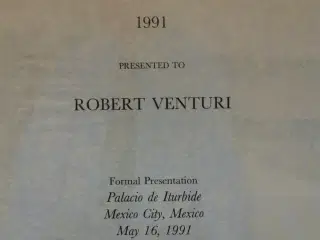 1991
PRESENTED TO
ROBERT VENTURI
Formal Presentation
Palacio de Iturbide
Mexico City, Mexico
May 16, 1991